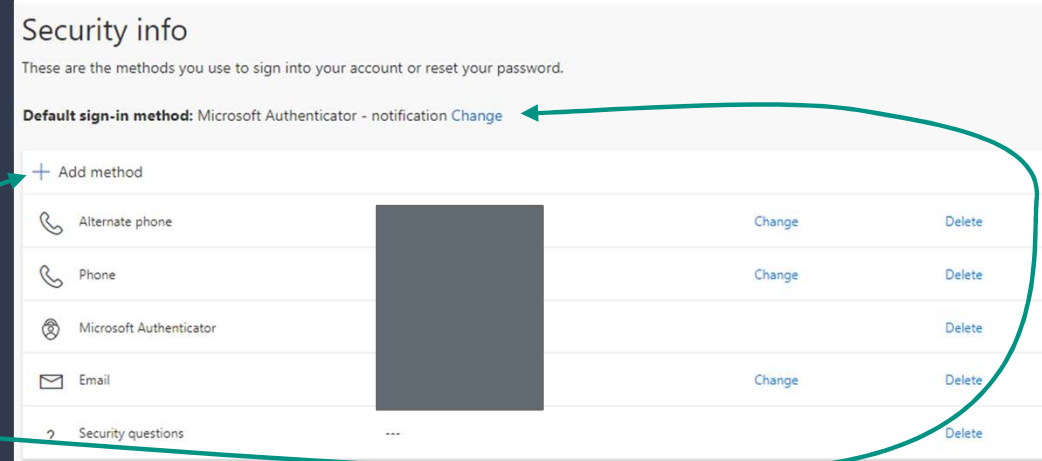 Security info
These are the methods you use to sign into your account or reset your password.
Default sign-in method: Microsoft Authenticator - notification Change
+ Add method
Alternate phone Change Delete
Phone Change Delete
Microsoft Authenticator Delete
Email Change Delete
? Security questions --- Delete